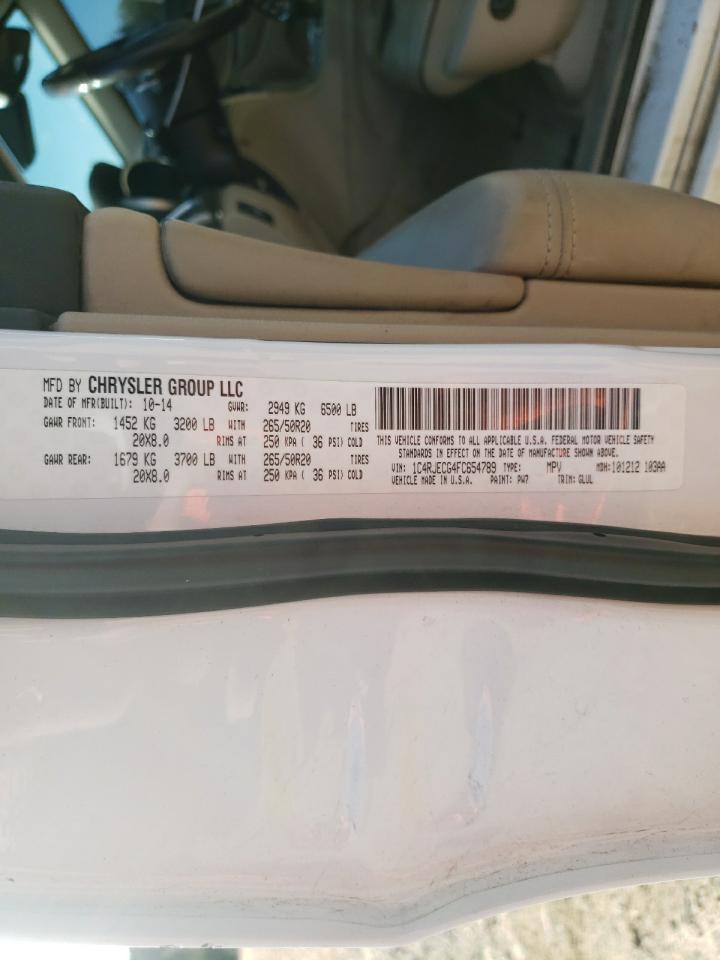 MFD BY CHRYSLER GROUP LLC
DATE OF MFR(BUILT): 10-14 GVWR: 2949 KG 6500 LB
GAWR FRONT: 1452 KG 3200 LB WITH 265/50R20 TIRES
20X8.0 RIMS AT 250 KPA ( 36 PSI) COLD
GAWR REAR: 1679 KG 3700 LB WITH 265/50R20 TIRES
20X8.0 RIMS AT 250 KPA ( 36 PSI) COLD
THIS VEHICLE CONFORMS TO ALL APPLICABLE U.S.A. FEDERAL MOTOR VEHICLE SAFETY
STANDARDS IN EFFECT ON THE DATE OF MANUFACTURE SHOWN ABOVE.
VIN: 1C4RJECG4FC654789 TYPE: MPV MDH:101212 103AA
VEHICLE MADE IN U.S.A. PAINT: PW7 TRIM: GLUL